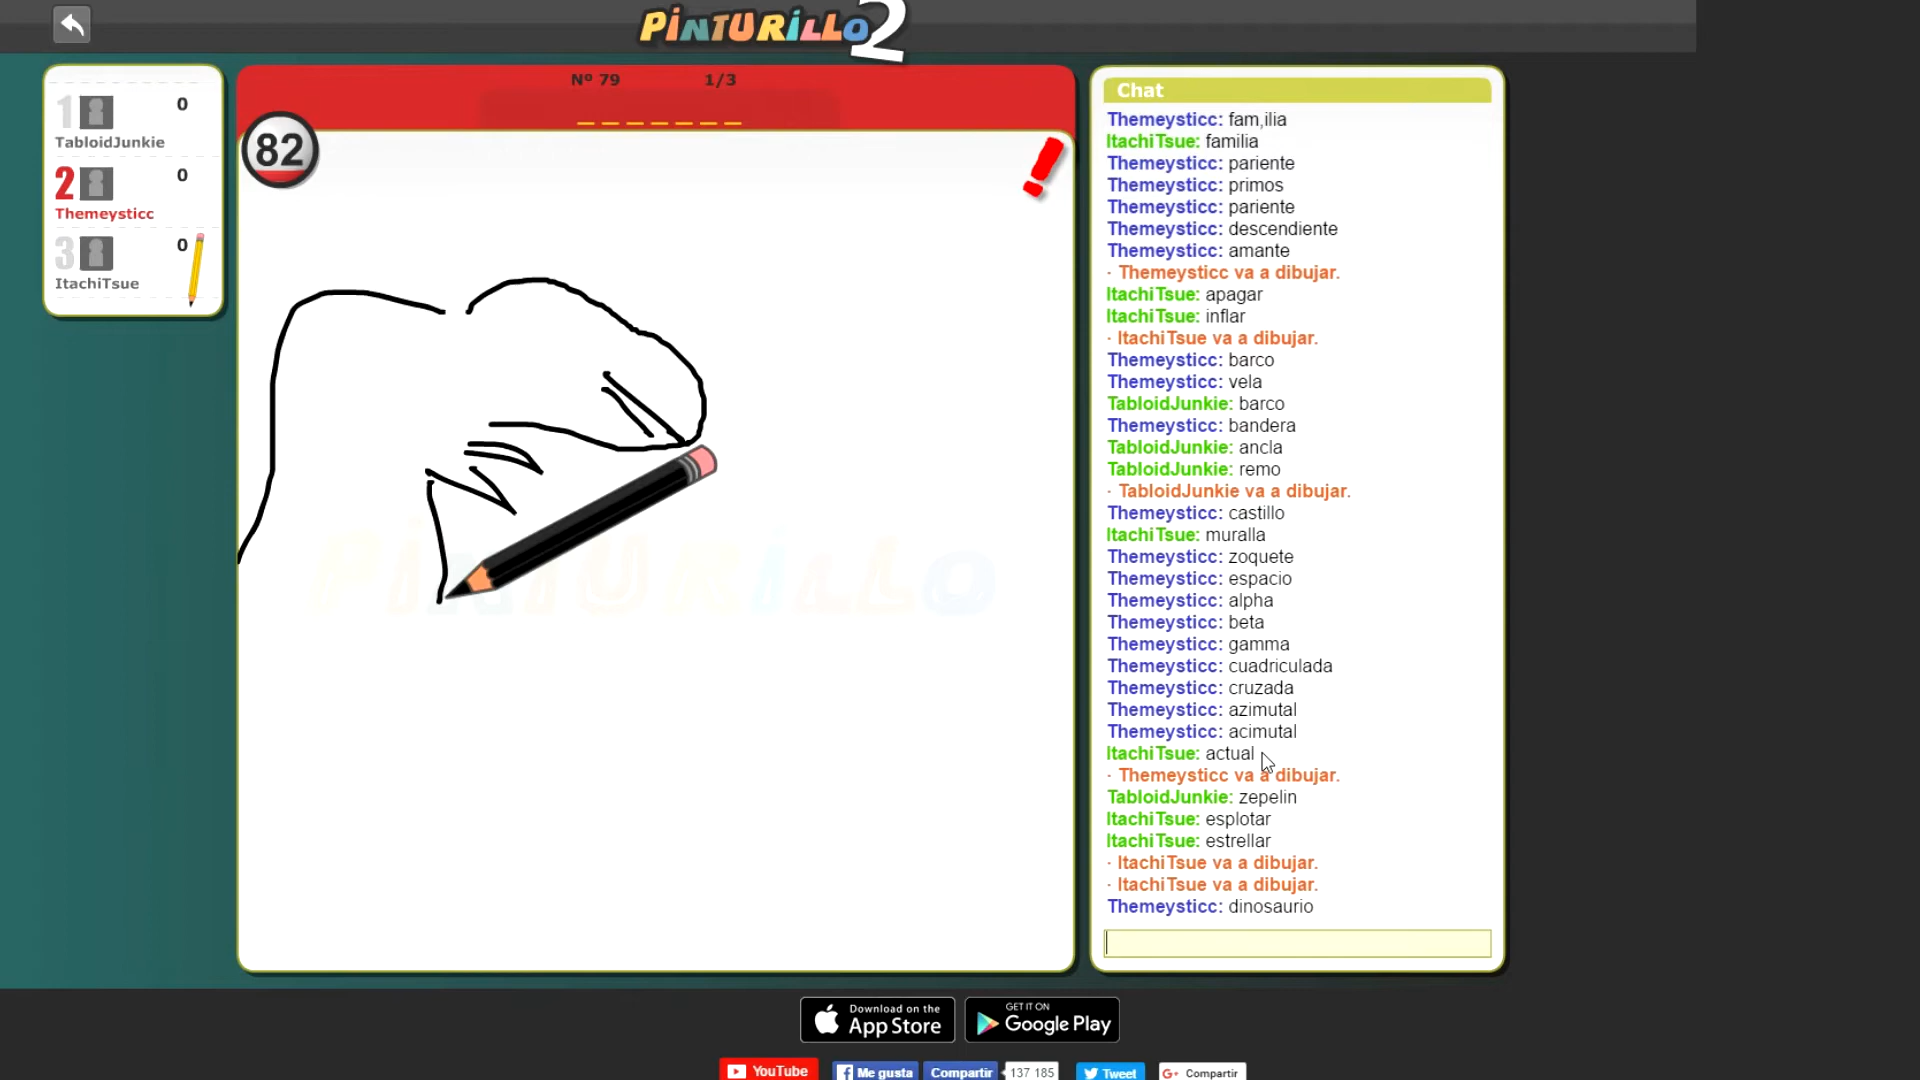 PINTURILLO 2
Nº 79 1/3
_ _ _ _ _ _ _
82
1 0
TabloidJunkie
2 0
Themeysticc
3 0
ItachiTsue
PINTURILLO
Chat
Themeysticc: fam,ilia
ItachiTsue: familia
Themeysticc: pariente
Themeysticc: primos
Themeysticc: pariente
Themeysticc: descendiente
Themeysticc: amante
· Themeysticc va a dibujar.
ItachiTsue: apagar
ItachiTsue: inflar
· ItachiTsue va a dibujar.
Themeysticc: barco
Themeysticc: vela
TabloidJunkie: barco
Themeysticc: bandera
TabloidJunkie: ancla
TabloidJunkie: remo
· TabloidJunkie va a dibujar.
Themeysticc: castillo
ItachiTsue: muralla
Themeysticc: zoquete
Themeysticc: espacio
Themeysticc: alpha
Themeysticc: beta
Themeysticc: gamma
Themeysticc: cuadriculada
Themeysticc: cruzada
Themeysticc: azimutal
Themeysticc: acimutal
ItachiTsue: actual
· Themeysticc va a dibujar.
TabloidJunkie: zepelin
ItachiTsue: esplotar
ItachiTsue: estrellar
· ItachiTsue va a dibujar.
· ItachiTsue va a dibujar.
Themeysticc: dinosaurio
Download on the
App Store
GET IT ON
Google Play
YouTube
Me gusta
Compartir
137 185
Tweet
G+ Compartir